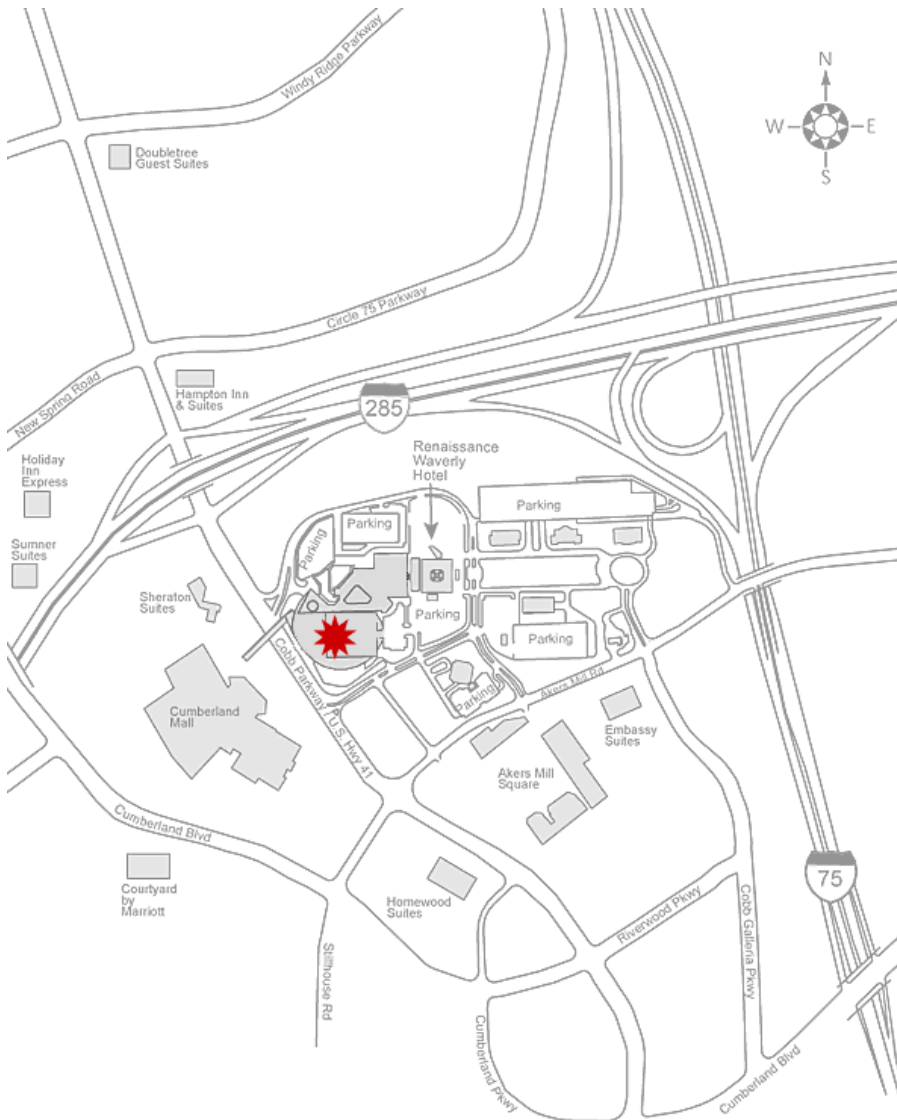 Windy Ridge Parkway
N
W
E
S
Doubletree
Guest Suites
Circle 75 Parkway
New Spring Road
Hampton Inn
& Suites
285
Renaissance
Waverly
Hotel
Holiday
Inn
Express
Parking
Parking
Parking
Sumner
Suites
Sheraton
Suites
Parking
Parking
Cobb Parkway / U.S. Hwy 41
Akers Mill Rd
Parking
Cumberland
Mall
Embassy
Suites
Akers Mill
Square
Cumberland Blvd
75
Courtyard
by
Marriott
Homewood
Suites
Riverwood Pkwy
Cobb Galleria Pkwy
Stillhouse Rd
Cumberland Pkwy
Cumberland Blvd